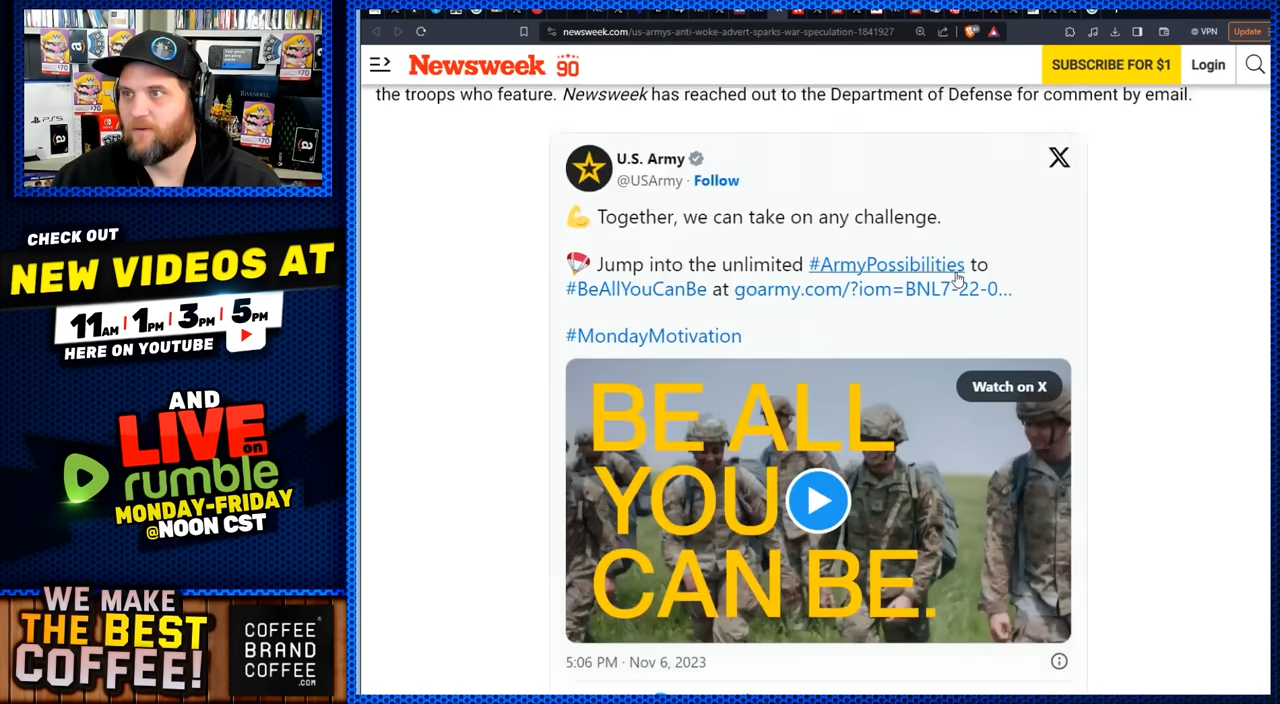 CHECK OUT
NEW VIDEOS AT
11AM | 1PM | 3PM | 5PM
HERE ON YOUTUBE
AND
LIVE on
rumble
MONDAY-FRIDAY
@NOON CST
WE MAKE
THE BEST
COFFEE!
COFFEE
BRAND
COFFEE
.COM
newsweek.com/us-armys-anti-woke-advert-sparks-war-speculation-1841927
VPN
Update
Newsweek 90
SUBSCRIBE FOR $1
Login
the troops who feature. Newsweek has reached out to the Department of Defense for comment by email.
U.S. Army
@USArmy · Follow
💪 Together, we can take on any challenge.
🪂 Jump into the unlimited #ArmyPossibilities to
#BeAllYouCanBe at goarmy.com/?iom=BNL7-22-0...
#MondayMotivation
Watch on X
BE ALL
YOU
CAN BE.
5:06 PM · Nov 6, 2023